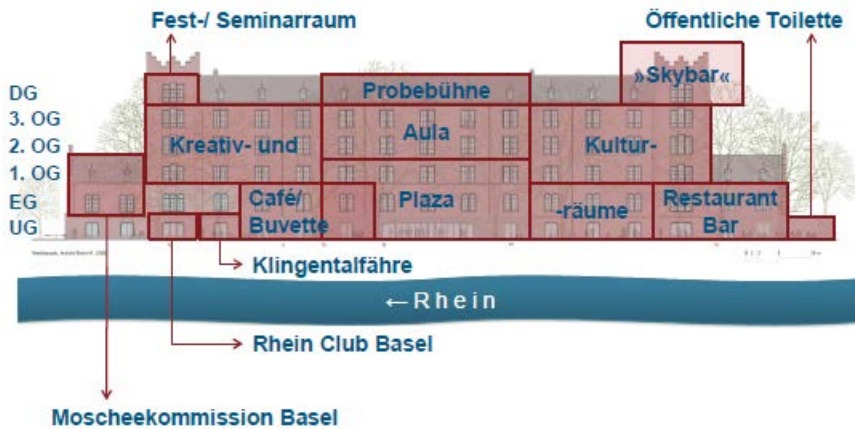 Fest-/ Seminarraum
Öffentliche Toilette
»Skybar«
DG
Probebühne
3. OG
Aula
2. OG
Kreativ- und
Kultur-
1. OG
EG
Café/
Buvette
Plaza
-räume
Restaurant
Bar
UG
Klingentalfähre
←Rhein
Rhein Club Basel
Moscheekommission Basel